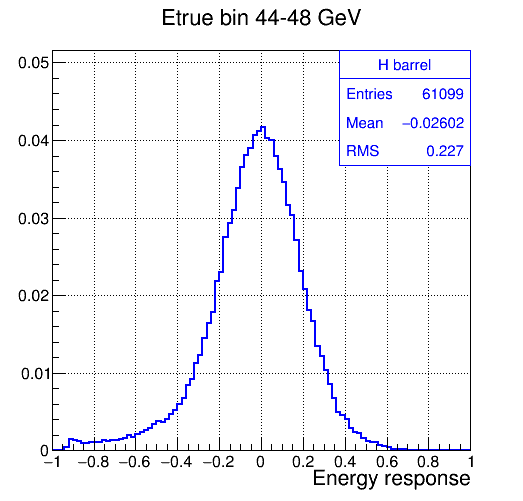 Etrue bin 44-48 GeV
H barrel
Entries 61099
Mean −0.02602
RMS 0.227
0.05
0.04
0.03
0.02
0.01
0
−1 −0.8 −0.6 −0.4 −0.2 0 0.2 0.4 0.6 0.8 1
Energy response